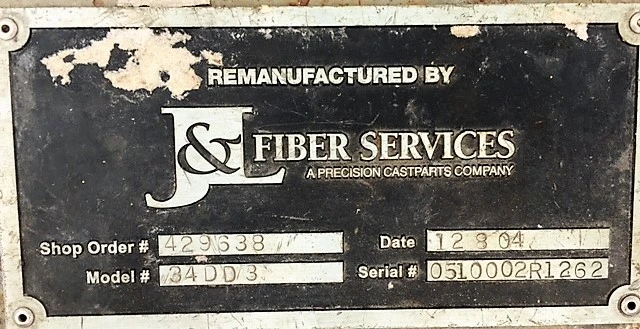 REMANUFACTURED BY
J&L FIBER SERVICES
A PRECISION CASTPARTS COMPANY
Shop Order # 429638 Date 12 8 04
Model # 34DD3 Serial # 0510002R1262